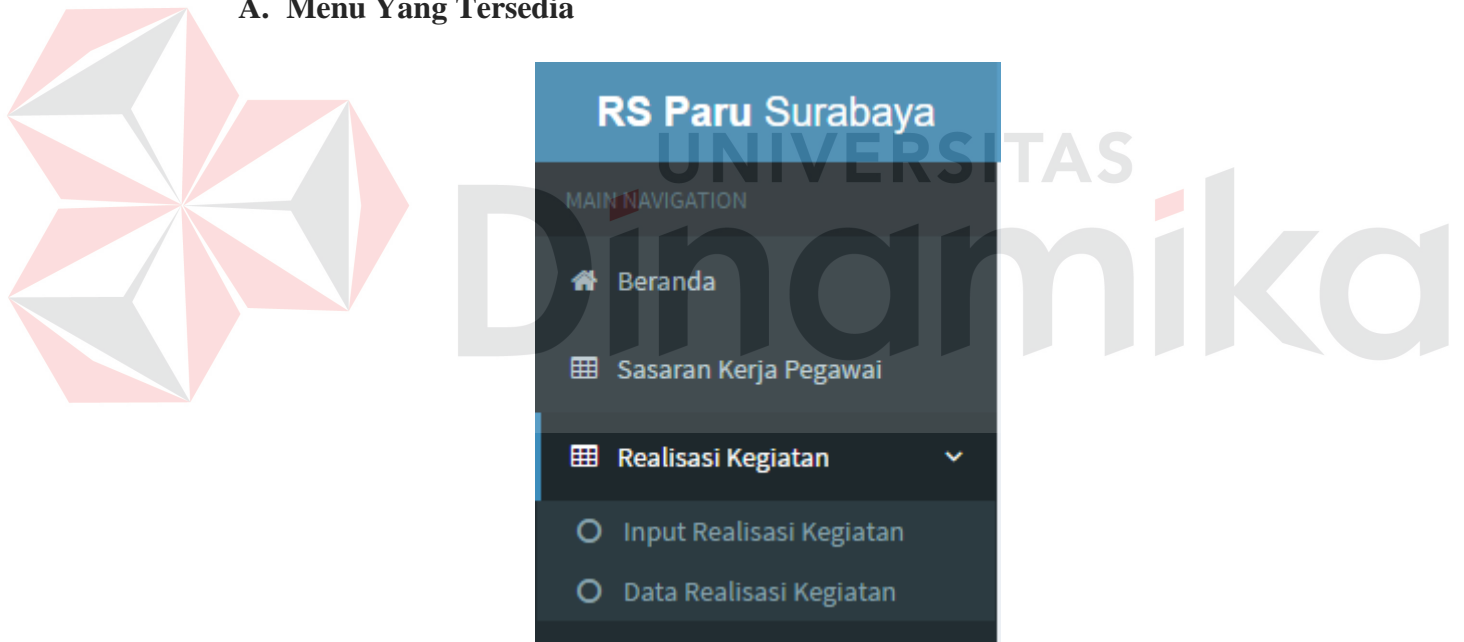 A. Menu Yang Tersedia
RS Paru Surabaya
UNIVERSITAS
Dinamika
MAIN NAVIGATION
Beranda
Sasaran Kerja Pegawai
Realisasi Kegiatan
Input Realisasi Kegiatan
Data Realisasi Kegiatan